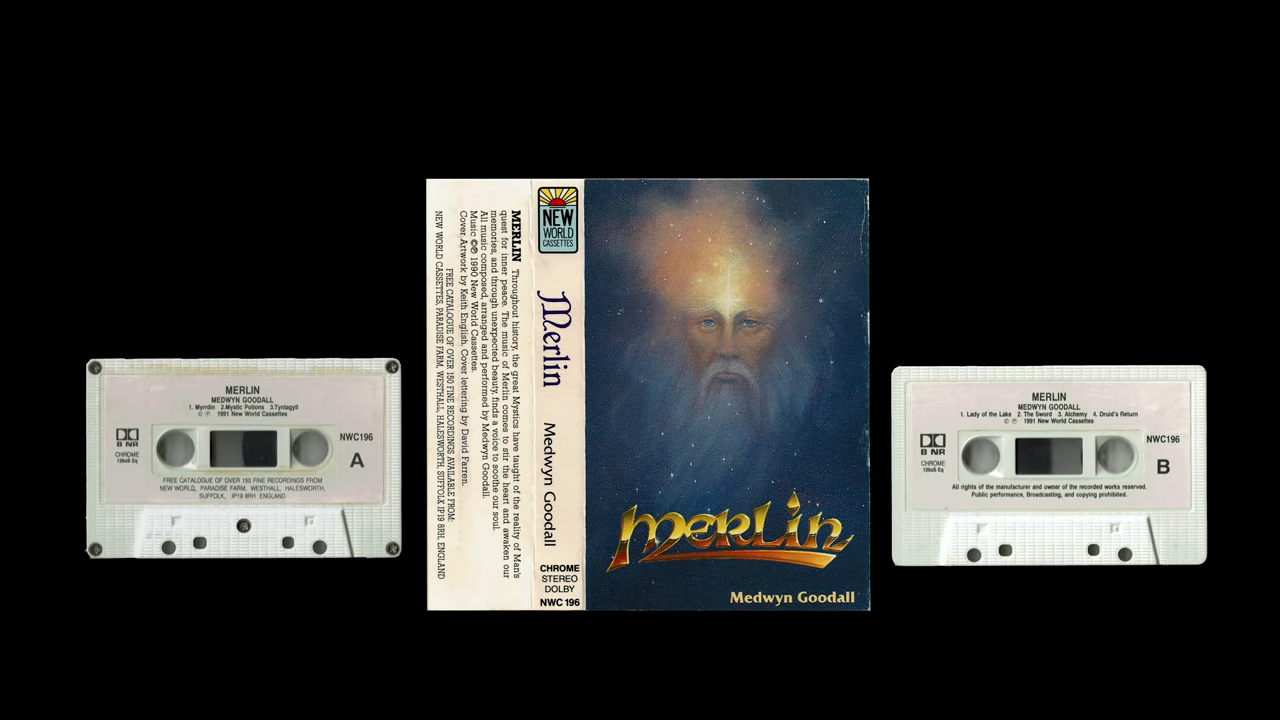 MERLIN
MEDWYN GOODALL
1. Myrrdin 2.Mystic Potions 3.Tyntagyll
© ℗ 1991 New World Cassettes
B NR
CHROME
120uS Eq
NWC196
A
FREE CATALOGUE OF OVER 150 FINE RECORDINGS FROM
NEW WORLD, PARADISE FARM, WESTHALL, HALESWORTH,
SUFFOLK, IP19 8RH ENGLAND
MERLIN Throughout history, the great Mystics have taught of the reality of Man's
quest for inner peace. The music of Merlin comes to stir the heart and awaken our
memories, and through unexpected beauty, finds a voice to soothe our soul.
All music composed, arranged and performed by Medwyn Goodall.
Music ©℗ 1990 New World Cassettes.
Cover Artwork by Keith English. Cover lettering by David Farren.
FREE CATALOGUE OF OVER 150 FINE RECORDINGS AVAILABLE FROM:
NEW WORLD CASSETTES, PARADISE FARM, WESTHALL, HALESWORTH, SUFFOLK IP19 8RH, ENGLAND
NEW
WORLD
CASSETTES
Merlin
Medwyn Goodall
CHROME
STEREO
DOLBY
NWC 196
Merlin
Medwyn Goodall
MERLIN
MEDWYN GOODALL
1. Lady of the Lake 2. The Sword 3. Alchemy 4. Druid's Return
© ℗ 1991 New World Cassettes
B NR
CHROME
120uS Eq
NWC196
B
All rights of the manufacturer and owner of the recorded works reserved.
Public performance, Broadcasting, and copying prohibited.